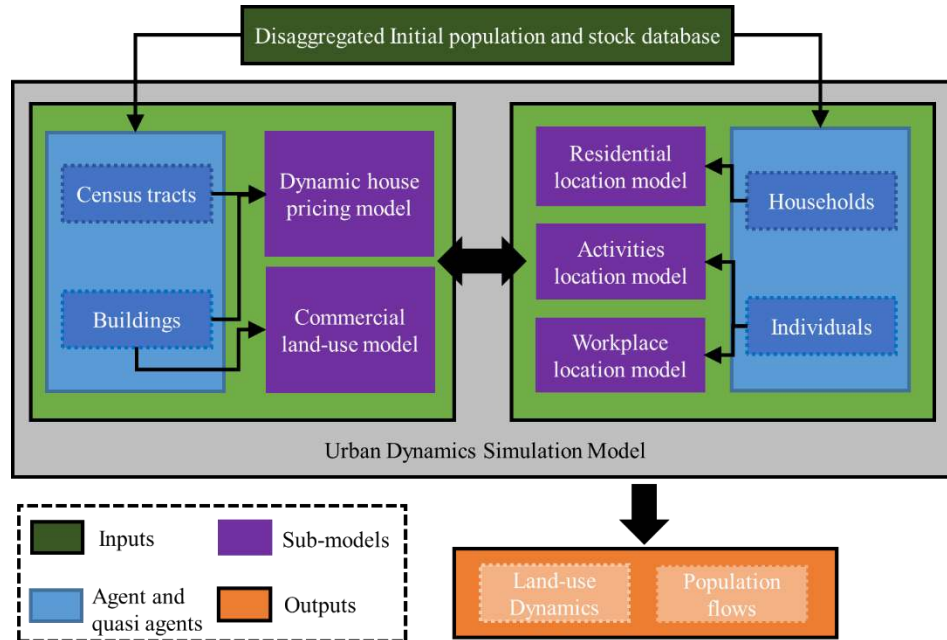 Disaggregated Initial population and stock database
Census tracts
Buildings
Dynamic house
pricing model
Commercial
land-use model
Residential
location model
Activities
location model
Workplace
location model
Households
Individuals
Urban Dynamics Simulation Model
Inputs
Sub-models
Agent and
quasi agents
Outputs
Land-use
Dynamics
Population
flows